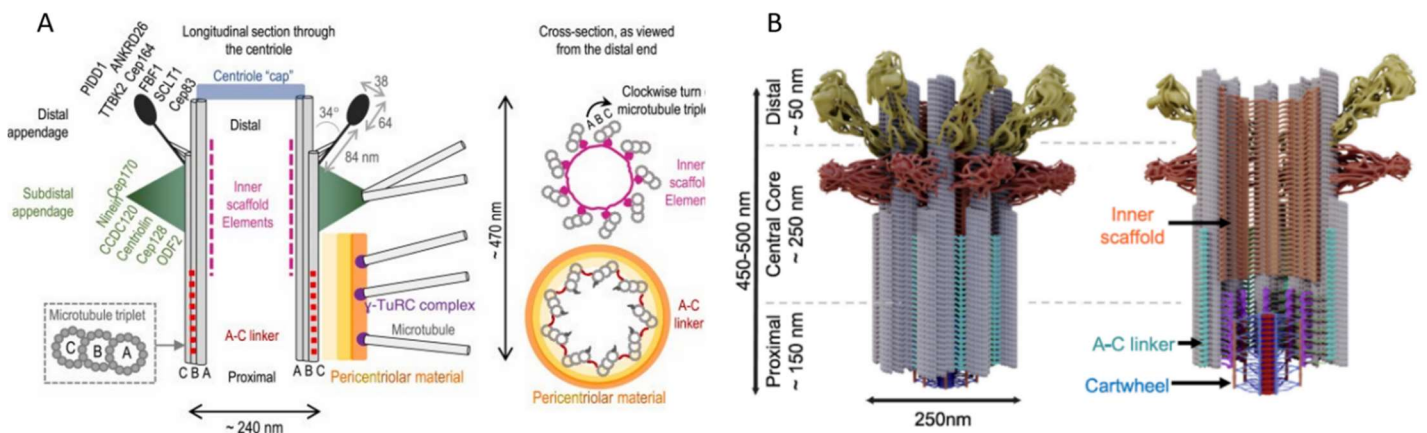 A
Longitudinal section through
the centriole
Centriole “cap”
PIDD1
ANKRD26
TTBK2
Cep164
FBF1
SCLT1
Cep83
Distal
appendage
Distal
34°
38
64
84 nm
Subdistal
appendage
Cep170
Ninein
CCDC120
Centriolin
Cep128
ODF2
Inner
scaffold
Elements
γ-TuRC complex
Microtubule
A-C linker
Microtubule triplet
C B A
C B A
Proximal
A B C
Pericentriolar material
~ 240 nm
~ 470 nm
Cross-section, as viewed
from the distal end
Clockwise turn
microtubule triple
A B C
Inner
scaffold
Elemen
A-C
linker
Pericentriolar material
B
Distal
~ 50 nm
Central Core
~ 250 nm
Proximal
~ 150 nm
450-500 nm
250nm
Inner
scaffold
A-C linker
Cartwheel